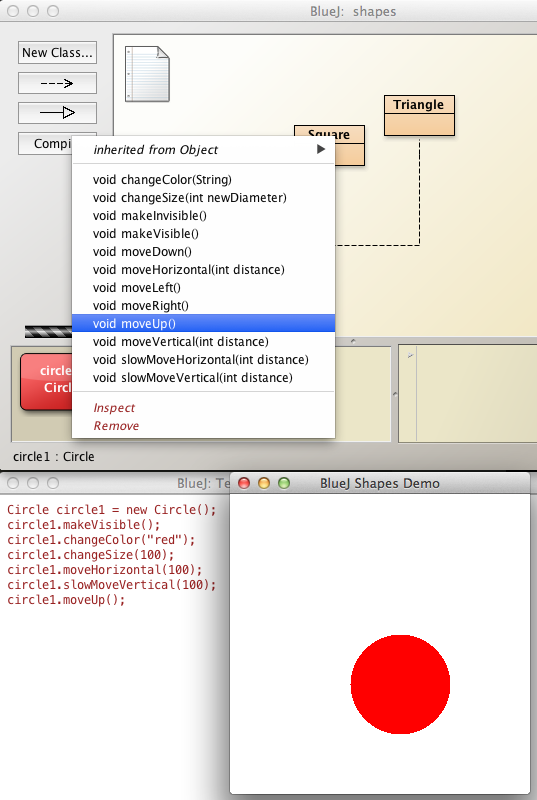 BlueJ: shapes
New Class...
Triangle
Square
Compi
inherited from Object
void changeColor(String)
void changeSize(int newDiameter)
void makeInvisible()
void makeVisible()
void moveDown()
void moveHorizontal(int distance)
void moveLeft()
void moveRight()
void moveUp()
void moveVertical(int distance)
void slowMoveHorizontal(int distance)
void slowMoveVertical(int distance)
Inspect
Remove
circle
Circl
circle1 : Circle
BlueJ: Te
Circle circle1 = new Circle();
circle1.makeVisible();
circle1.changeColor("red");
circle1.changeSize(100);
circle1.moveHorizontal(100);
circle1.slowMoveVertical(100);
circle1.moveUp();
BlueJ Shapes Demo